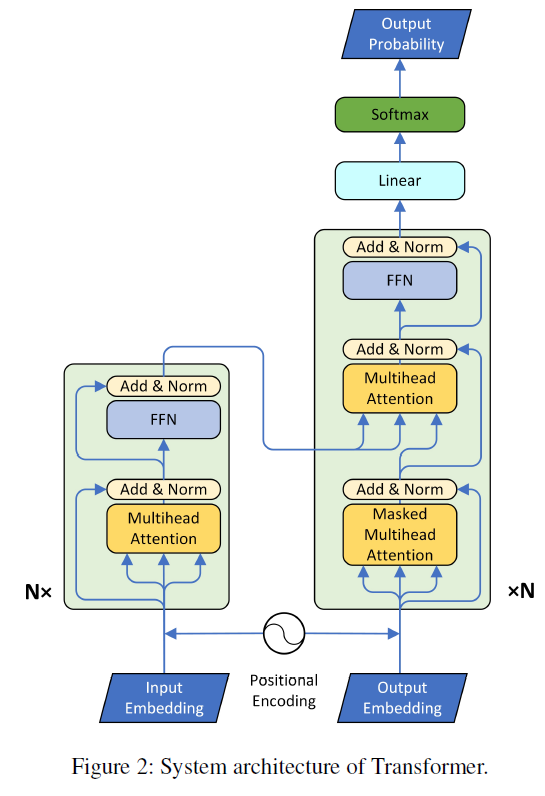 Output
Probability
Softmax
Linear
Add & Norm
FFN
Add & Norm
Multihead
Attention
Add & Norm
Masked
Multihead
Attention
×N
Add & Norm
FFN
Add & Norm
Multihead
Attention
N×
Positional
Encoding
Input
Embedding
Output
Embedding
Figure 2: System architecture of Transformer.